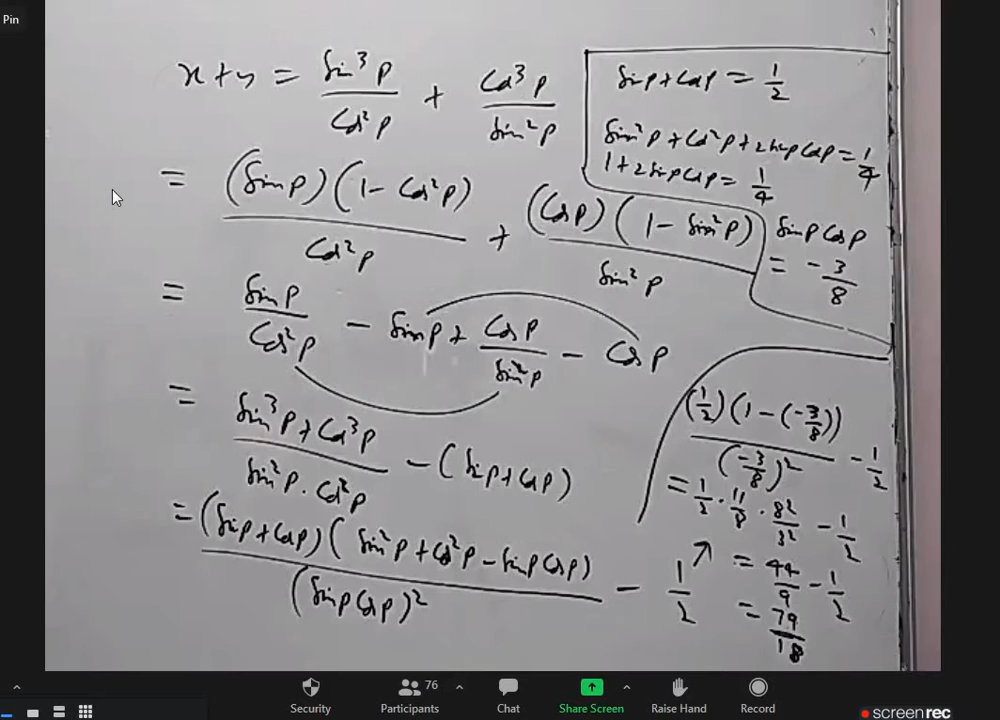 Pin
x+y = Sin³P/Cos²P + Cos³P/Sin²P
= (Sin P)(1 - Cos²P)/Cos²P + (Cos P)(1 - Sin²P)/Sin²P
= Sin P/Cos²P - Sin P + Cos P/Sin²P - Cos P
= Sin³P + Cos³P/Sin²P . Cos²P - (Sin P + Cos P)
= (Sin P + Cos P)(Sin²P + Cos²P - Sin P Cos P)/(Sin P Cos P)² - 1/2
Sin P + Cos P = 1/2
Sin²P + Cos²P + 2 Sin P Cos P = 1/4
1 + 2 Sin P Cos P = 1/4
Sin P Cos P
= -3/8
(1/2)(1 - (-3/8))/(-3/8)² - 1/2
= 1/2 . 11/8 . 8²/3² - 1/2
= 44/9 - 1/2
= 79/18
76
Security
Participants
Chat
Share Screen
Raise Hand
Record
screenrec